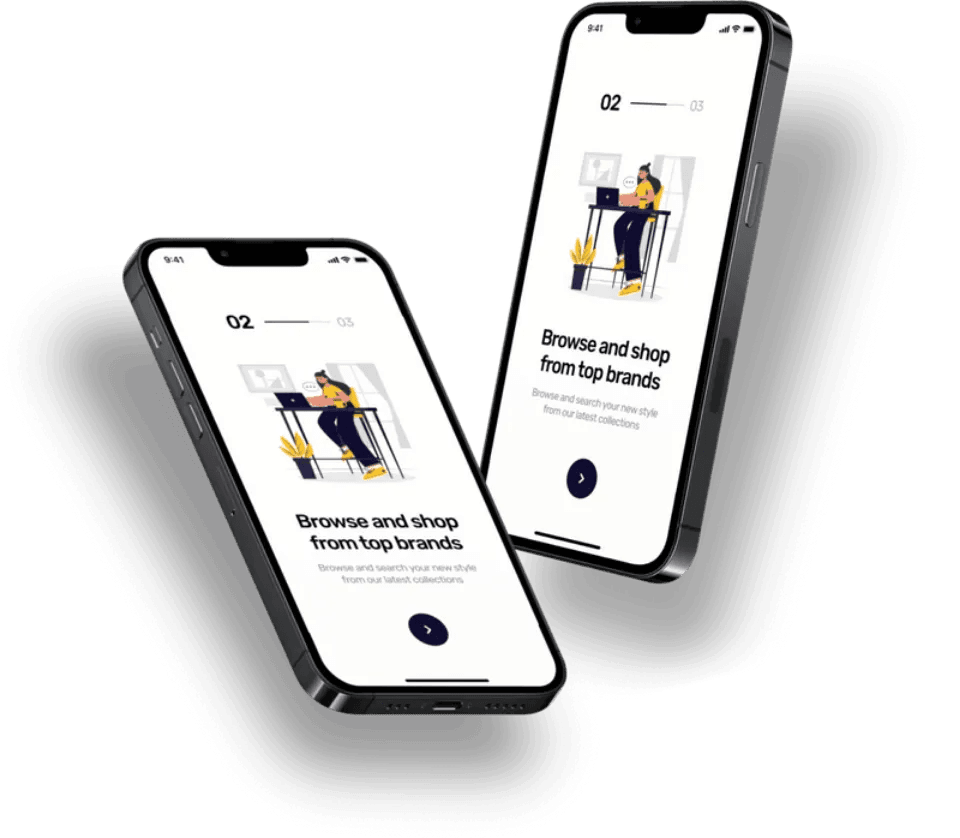 9:41
02 03
Browse and shop
from top brands
Browse and search your new style
from our latest collections
9:41
02 03
Browse and shop
from top brands
Browse and search your new style
from our latest collections